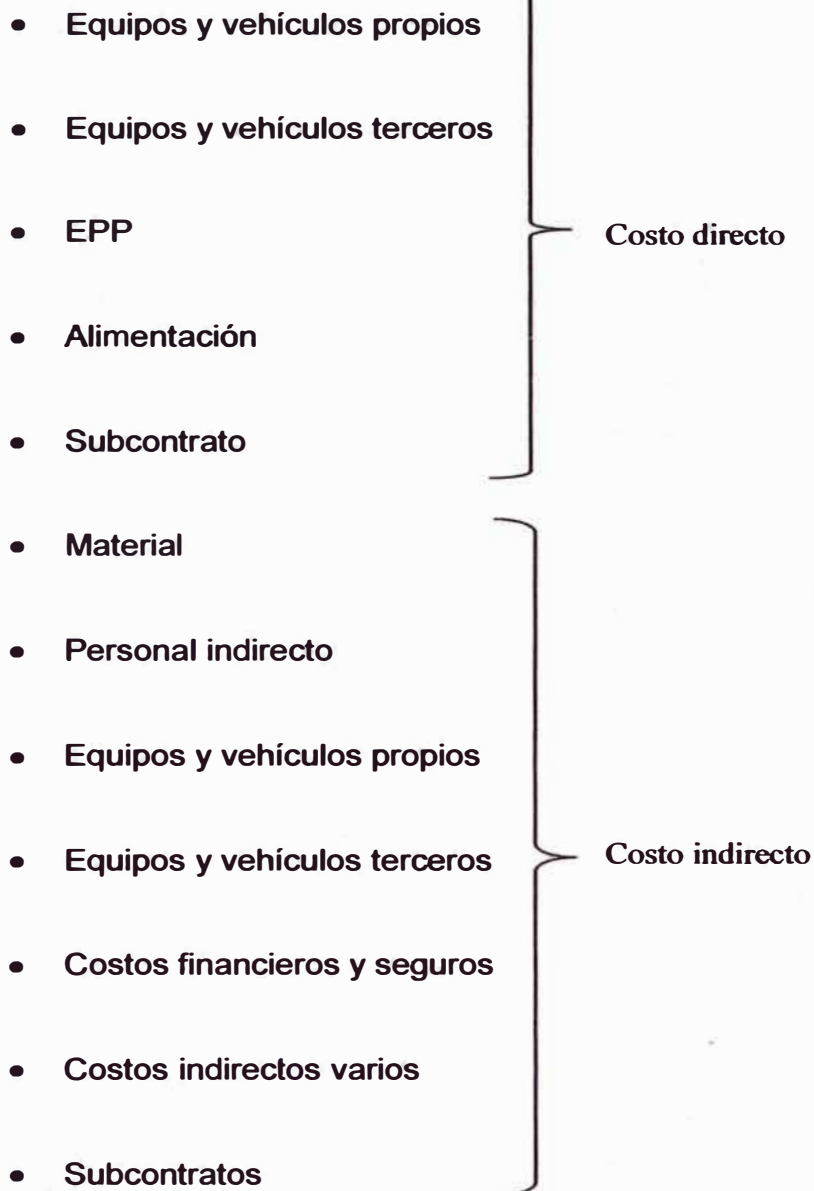 • Equipos y vehículos propios
• Equipos y vehículos terceros
• EPP
Costo directo
• Alimentación
• Subcontrato
• Material
• Personal indirecto
• Equipos y vehículos propios
• Equipos y vehículos terceros
Costo indirecto
• Costos financieros y seguros
• Costos indirectos varios
• Subcontratos